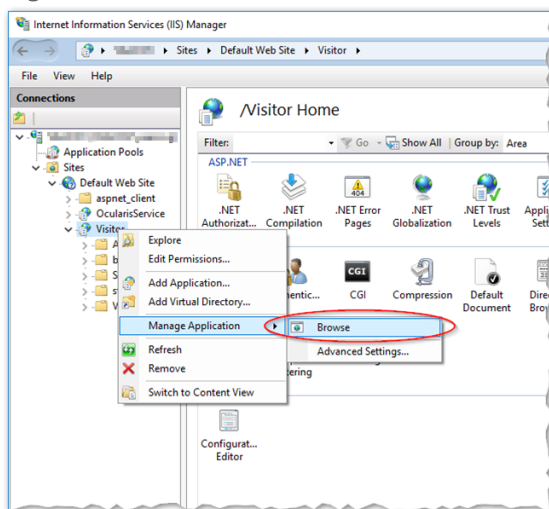 Internet Information Services (IIS) Manager
Sites Default Web Site Visitor
File View Help
Connections
Application Pools
Sites
Default Web Site
aspnet_client
OcularisService
Visitor
A
b
S
s
V
/Visitor Home
Filter: Go Show All Group by: Area
ASP.NET
.NET Authorizat...
.NET Compilation
.NET Error Pages
.NET Globalization
.NET Trust Levels
CGI
Compression
Default Document
Configurat... Editor
Explore
Edit Permissions...
Add Application...
Add Virtual Directory...
Manage Application
Refresh
Remove
Switch to Content View
Browse
Advanced Settings...